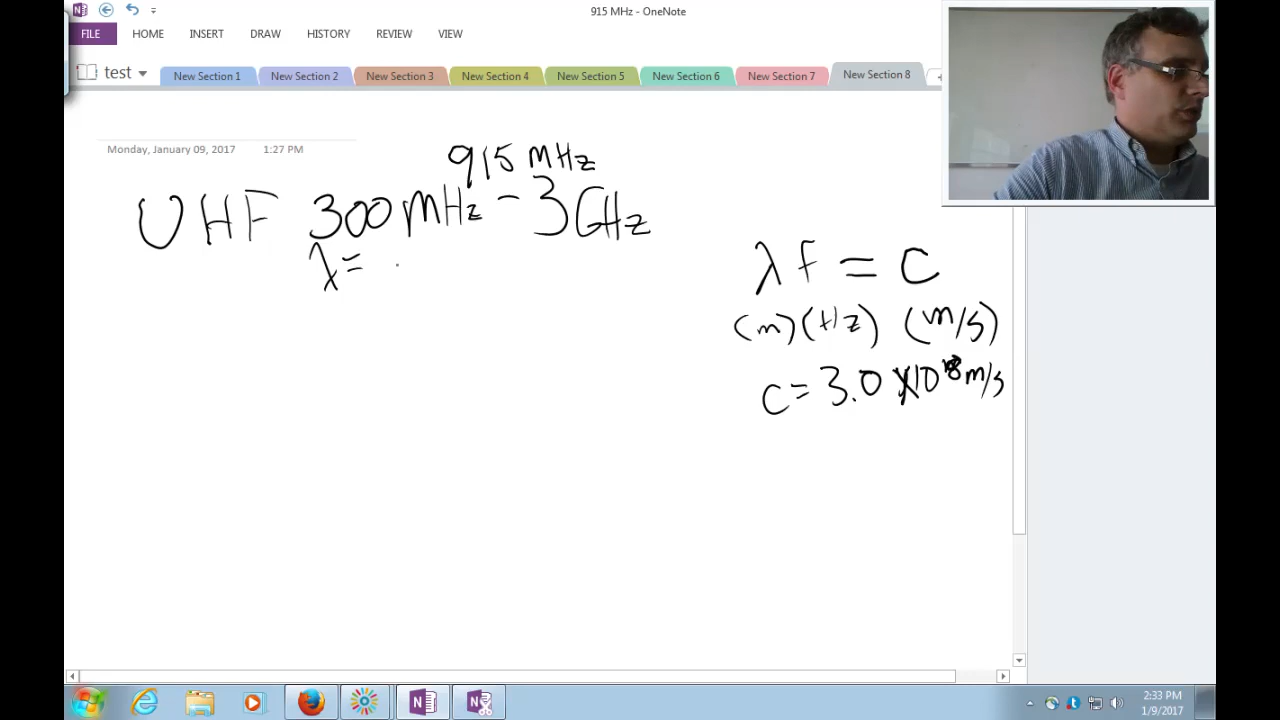 915 MHz - OneNote
FILE HOME INSERT DRAW HISTORY REVIEW VIEW
test New Section 1 New Section 2 New Section 3 New Section 4 New Section 5 New Section 6 New Section 7 New Section 8
Monday, January 09, 2017 1:27 PM
915 MHz
UHF 300 MHz - 3 GHz
λ =
λ f = c
(m) (Hz) (m/s)
c = 3.0 x10⁸ m/s
2:33 PM
1/9/2017